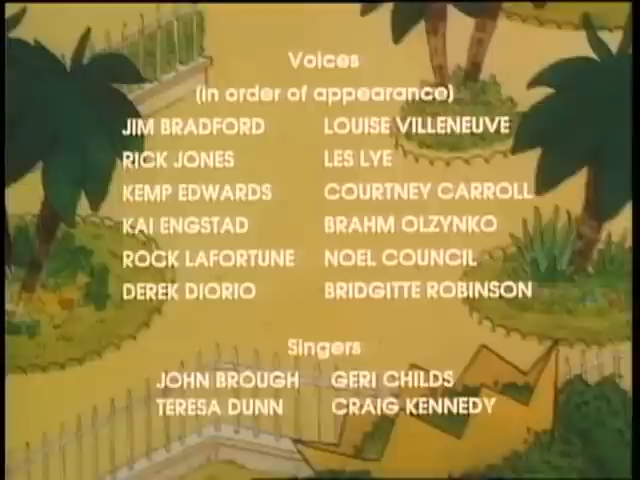 Voices
(in order of appearance)
JIM BRADFORD LOUISE VILLENEUVE
RICK JONES LES LYE
KEMP EDWARDS COURTNEY CARROLL
KAI ENGSTAD BRAHM OLZYNKO
ROCK LAFORTUNE NOEL COUNCIL
DEREK DIORIO BRIDGITTE ROBINSON
Singers
JOHN BROUGH GERI CHILDS
TERESA DUNN CRAIG KENNEDY